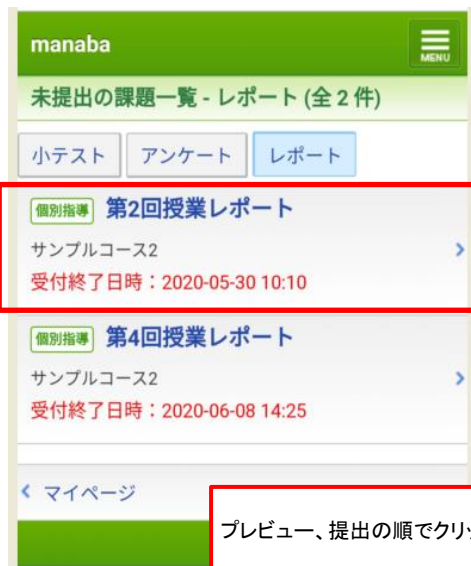 manaba
MENU
未提出の課題一覧 - レポート (全 2 件)
小テスト アンケート レポート
個別指導 第2回授業レポート
サンプルコース2
受付終了日時：2020-05-30 10:10
個別指導 第4回授業レポート
サンプルコース2
受付終了日時：2020-06-08 14:25
マイページ
プレビュー、提出の順でクリッ